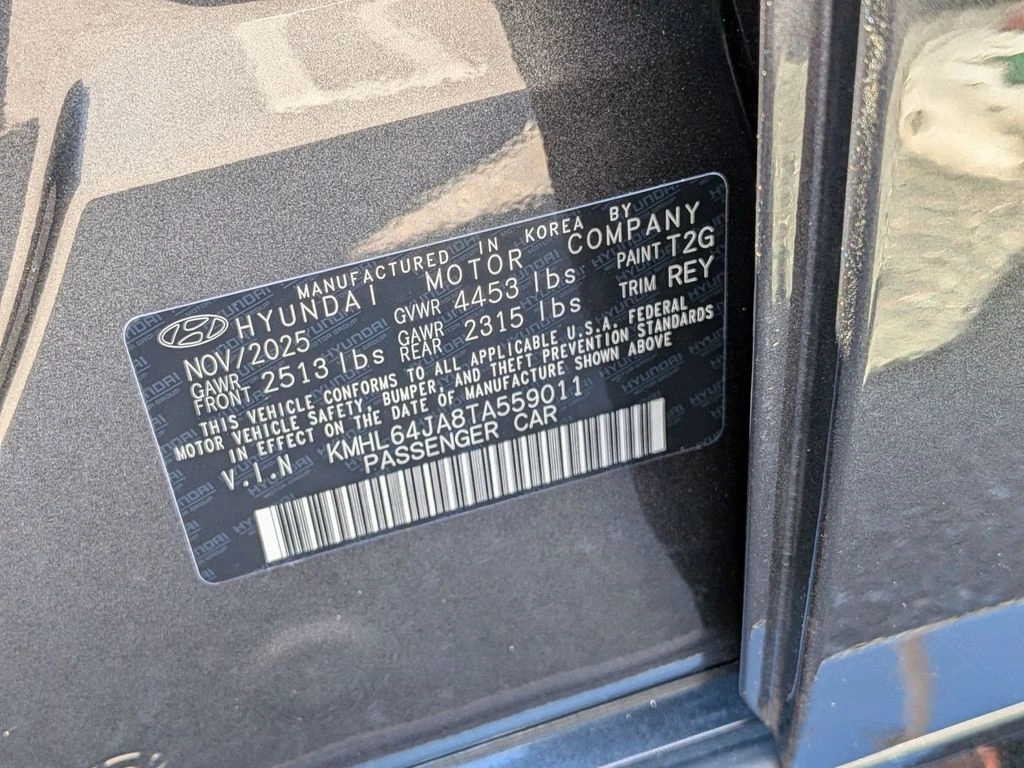 MANUFACTURED IN KOREA BY
HYUNDAI MOTOR COMPANY
NOV/2025 GVWR 4453 lbs PAINT T2G
GAWR FRONT 2513 lbs GAWR REAR 2315 lbs TRIM REY
THIS VEHICLE CONFORMS TO ALL APPLICABLE U.S.A. FEDERAL
MOTOR VEHICLE SAFETY, BUMPER, AND THEFT PREVENTION STANDARDS
IN EFFECT ON THE DATE OF MANUFACTURE SHOWN ABOVE
V.I.N KMHL64JA8TA559011
PASSENGER CAR